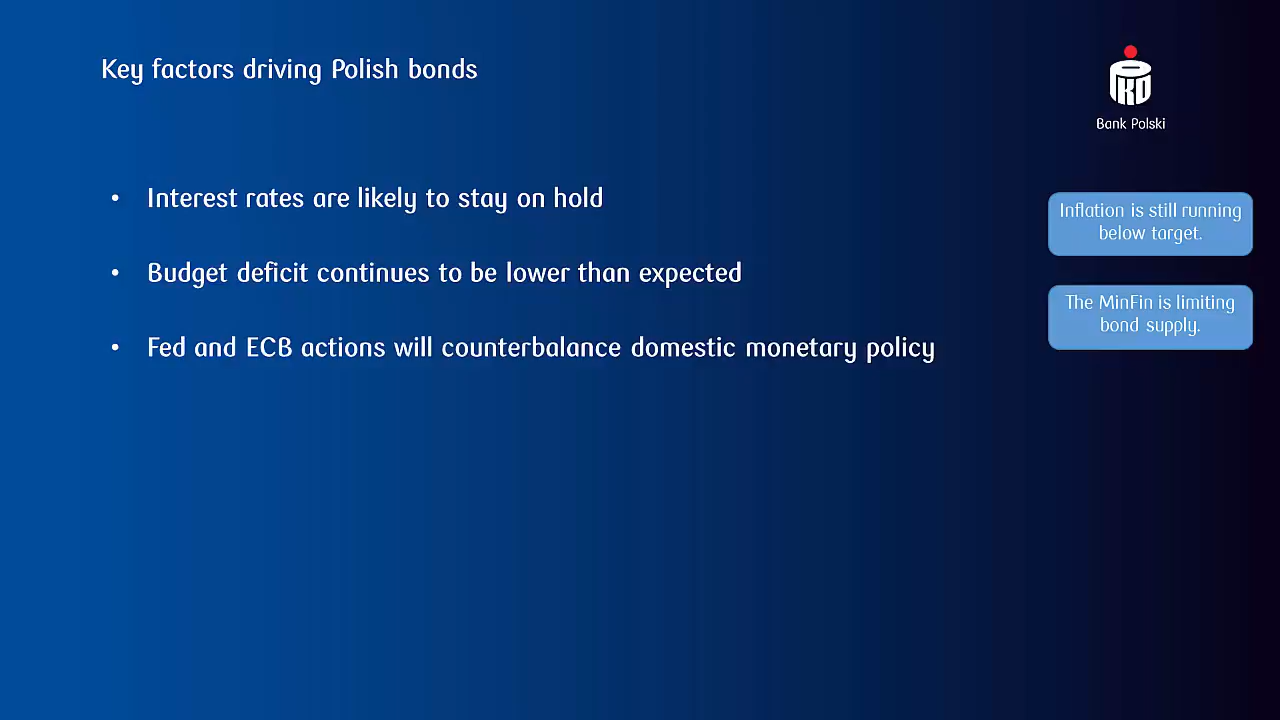 Key factors driving Polish bonds
PKO
Bank Polski
• Interest rates are likely to stay on hold
• Budget deficit continues to be lower than expected
• Fed and ECB actions will counterbalance domestic monetary policy
Inflation is still running
below target.
The MinFin is limiting
bond supply.